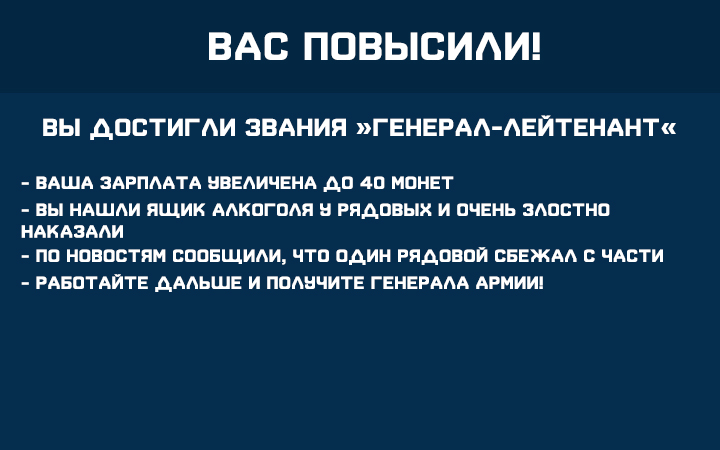 ВАС ПОВЫСИЛИ!
ВЫ ДОСТИГЛИ ЗВАНИЯ »ГЕНЕРАЛ-ЛЕЙТЕНАНТ«
- ВАША ЗАРПЛАТА УВЕЛИЧЕНА ДО 40 МОНЕТ
- ВЫ НАШЛИ ЯЩИК АЛКОГОЛЯ У РЯДОВЫХ И ОЧЕНЬ ЗЛОСТНО
НАКАЗАЛИ
- ПО НОВОСТЯМ СООБЩИЛИ, ЧТО ОДИН РЯДОВОЙ СБЕЖАЛ С ЧАСТИ
- РАБОТАЙТЕ ДАЛЬШЕ И ПОЛУЧИТЕ ГЕНЕРАЛА АРМИИ!